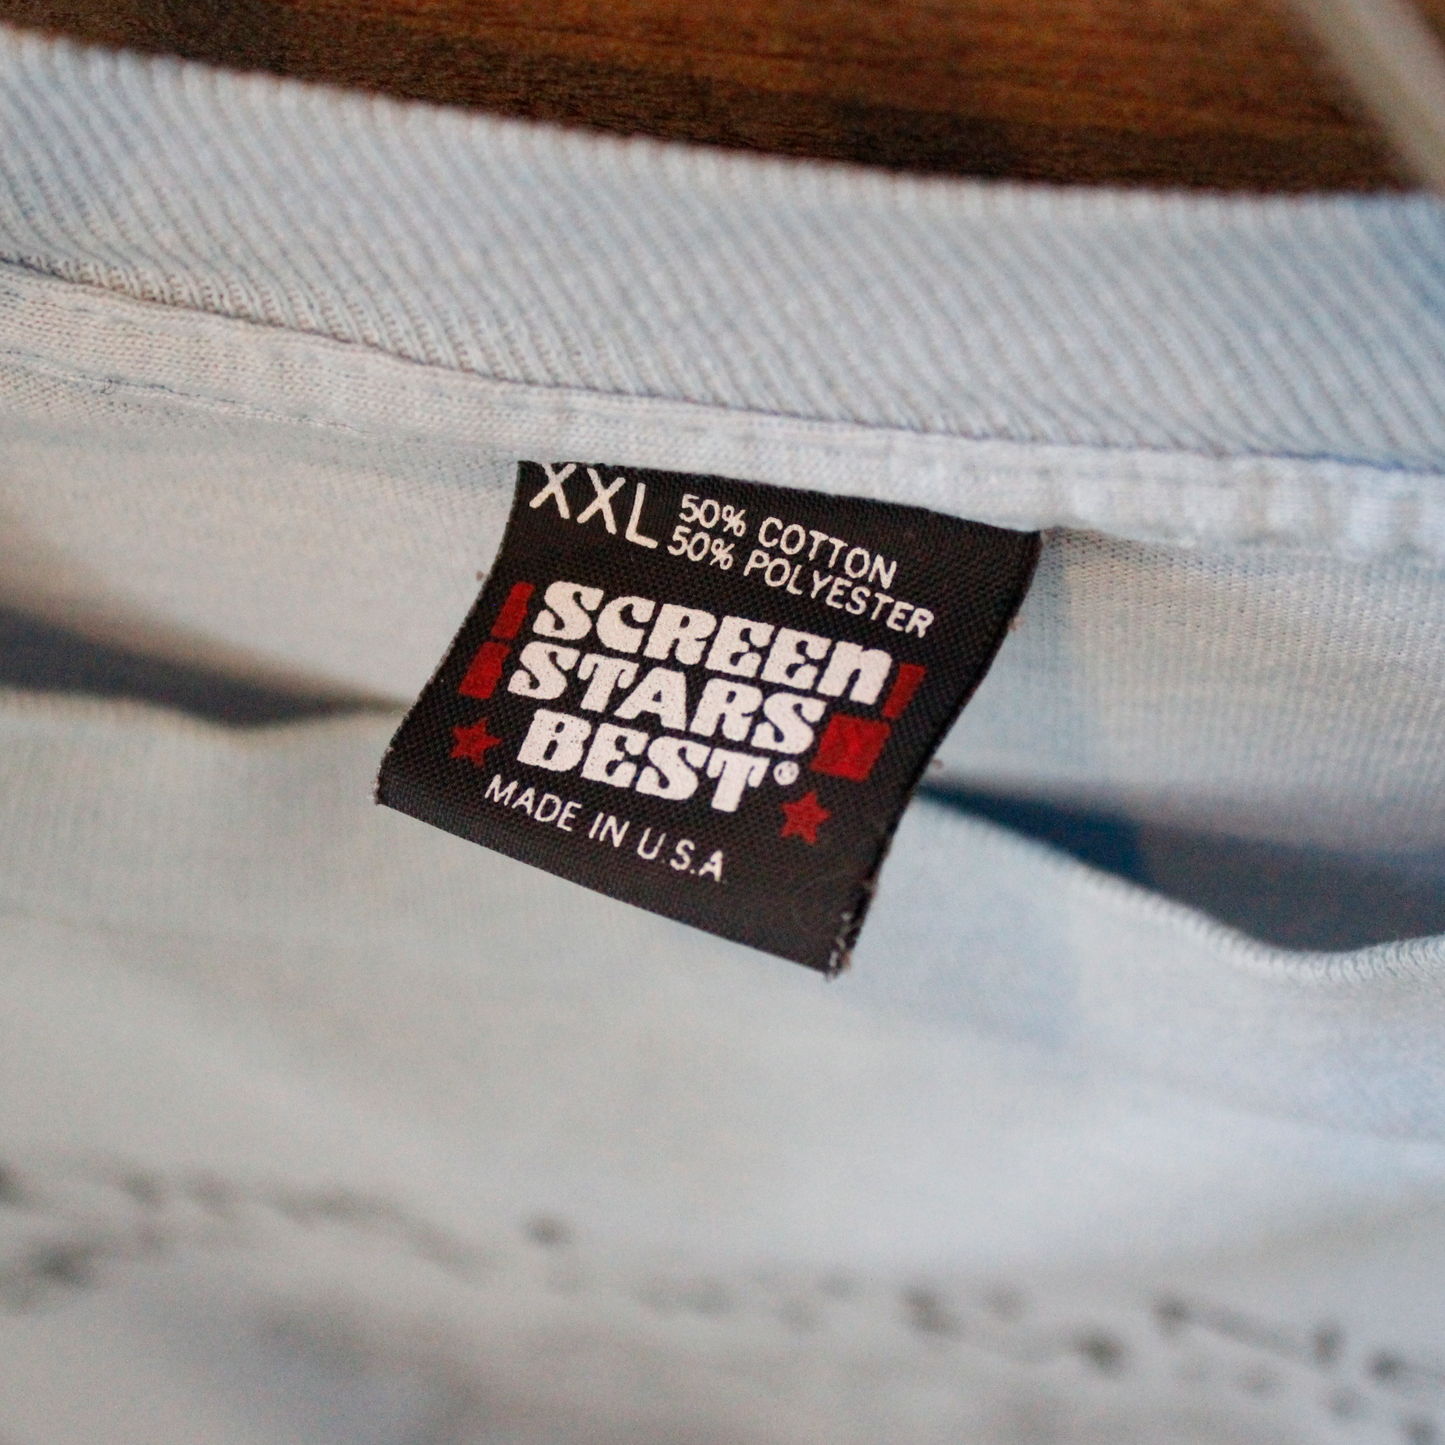 XXL 50% COTTON
50% POLYESTER
SCREEN
STARS
BEST®
MADE IN U.S.A